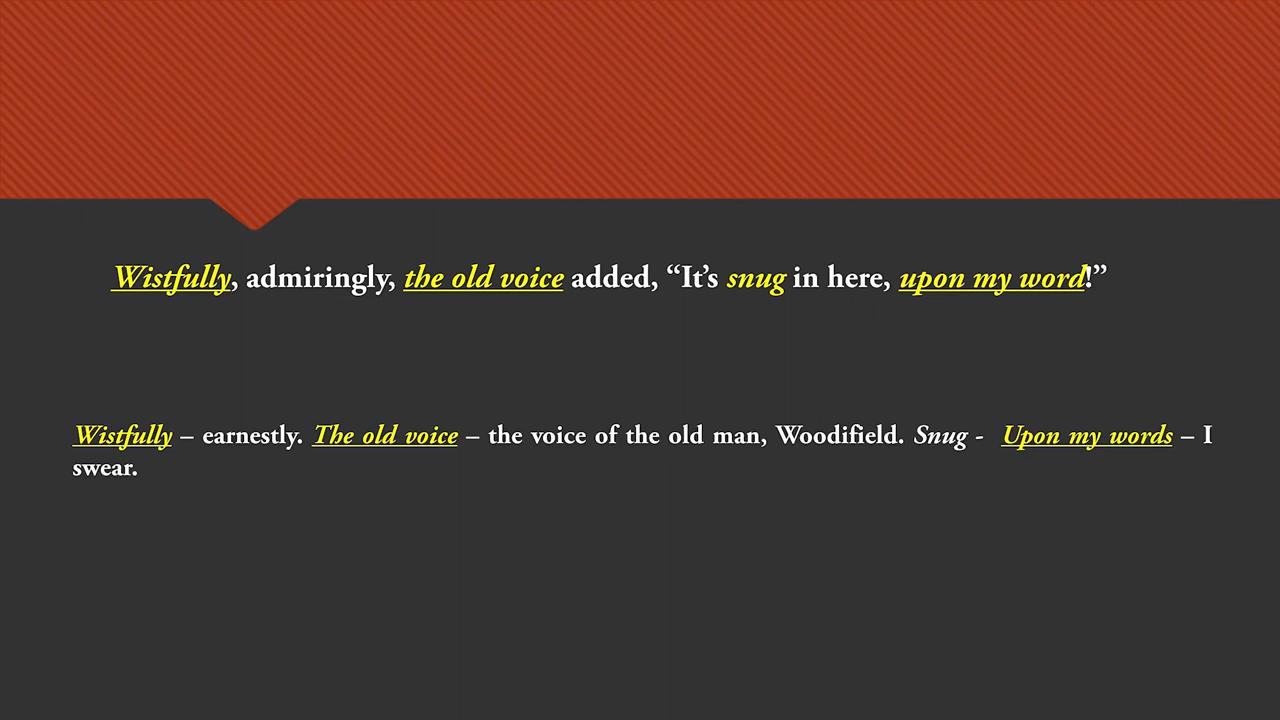 Wistfully, admiringly, the old voice added, “It’s snug in here, upon my word!”
Wistfully – earnestly. The old voice – the voice of the old man, Woodifield. Snug - Upon my words – I
swear.